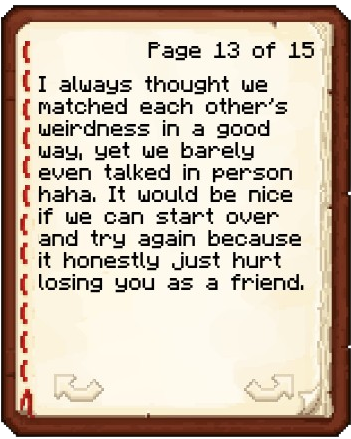 Page 13 of 15
I always thought we
matched each other's
weirdness in a good
way, yet we barely
even talked in person
haha. It would be nice
if we can start over
and try again because
it honestly just hurt
losing you as a friend.